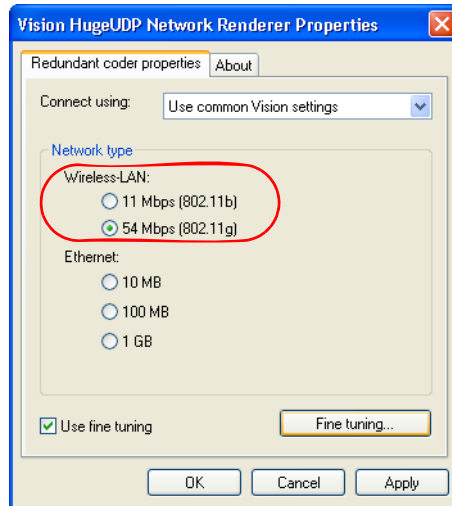 Vision HugeUDP Network Renderer Properties
Redundant coder properties About
Connect using: Use common Vision settings
Network type
Wireless-LAN:
11 Mbps (802.11b)
54 Mbps (802.11g)
Ethernet:
10 MB
100 MB
1 GB
Use fine tuning Fine tuning...
OK Cancel Apply